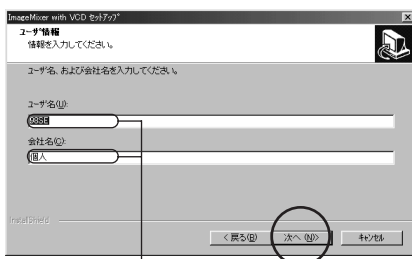 ImageMixer with VCD セットアップ
ユーザ情報
情報を入力してください。
ユーザ名、および会社名を入力してください。
ユーザ名(U):
98SE
会社名(C):
個人
InstallShield
< 戻る(B)
次へ (N)>
キャンセル